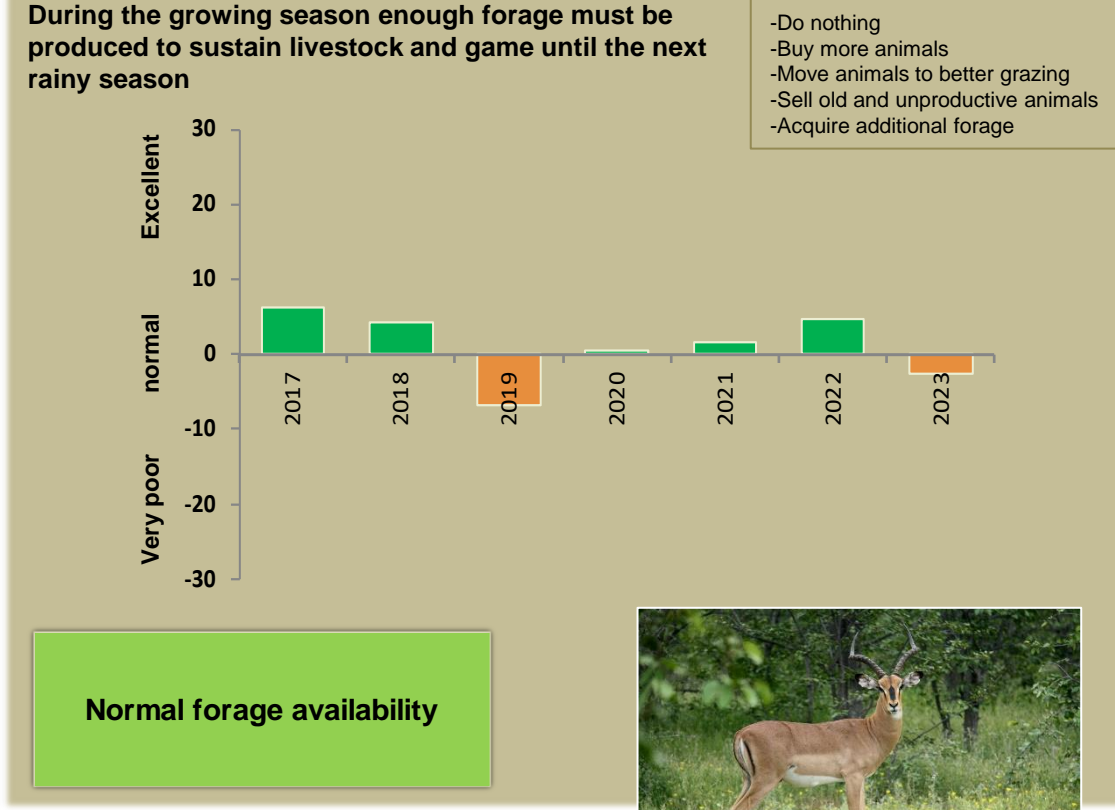 During the growing season enough forage must be
produced to sustain livestock and game until the next
rainy season
-Do nothing
-Buy more animals
-Move animals to better grazing
-Sell old and unproductive animals
-Acquire additional forage
Excellent
normal
Very poor
30
20
10
0
-10
-20
-30
2017
2018
2019
2020
2021
2022
2023
Normal forage availability